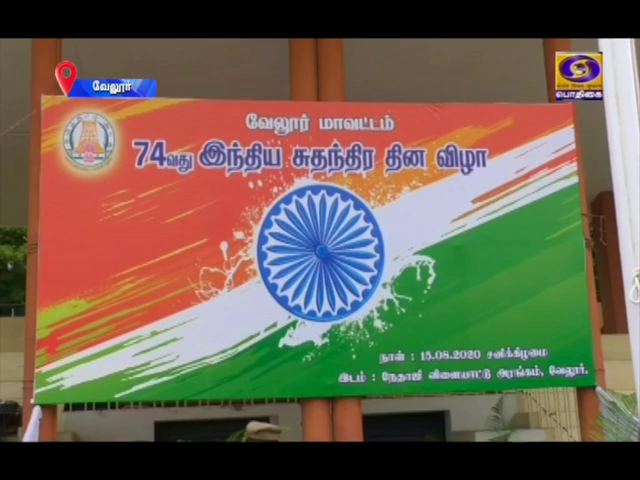 வேலூர்
பொதிகை
வேலூர் மாவட்டம்
74வது இந்திய சுதந்திர தின விழா
நாள் : 15.08.2020 சனிக்கிழமை
இடம் : நேதாஜி விளையாட்டு அரங்கம், வேலூர்.